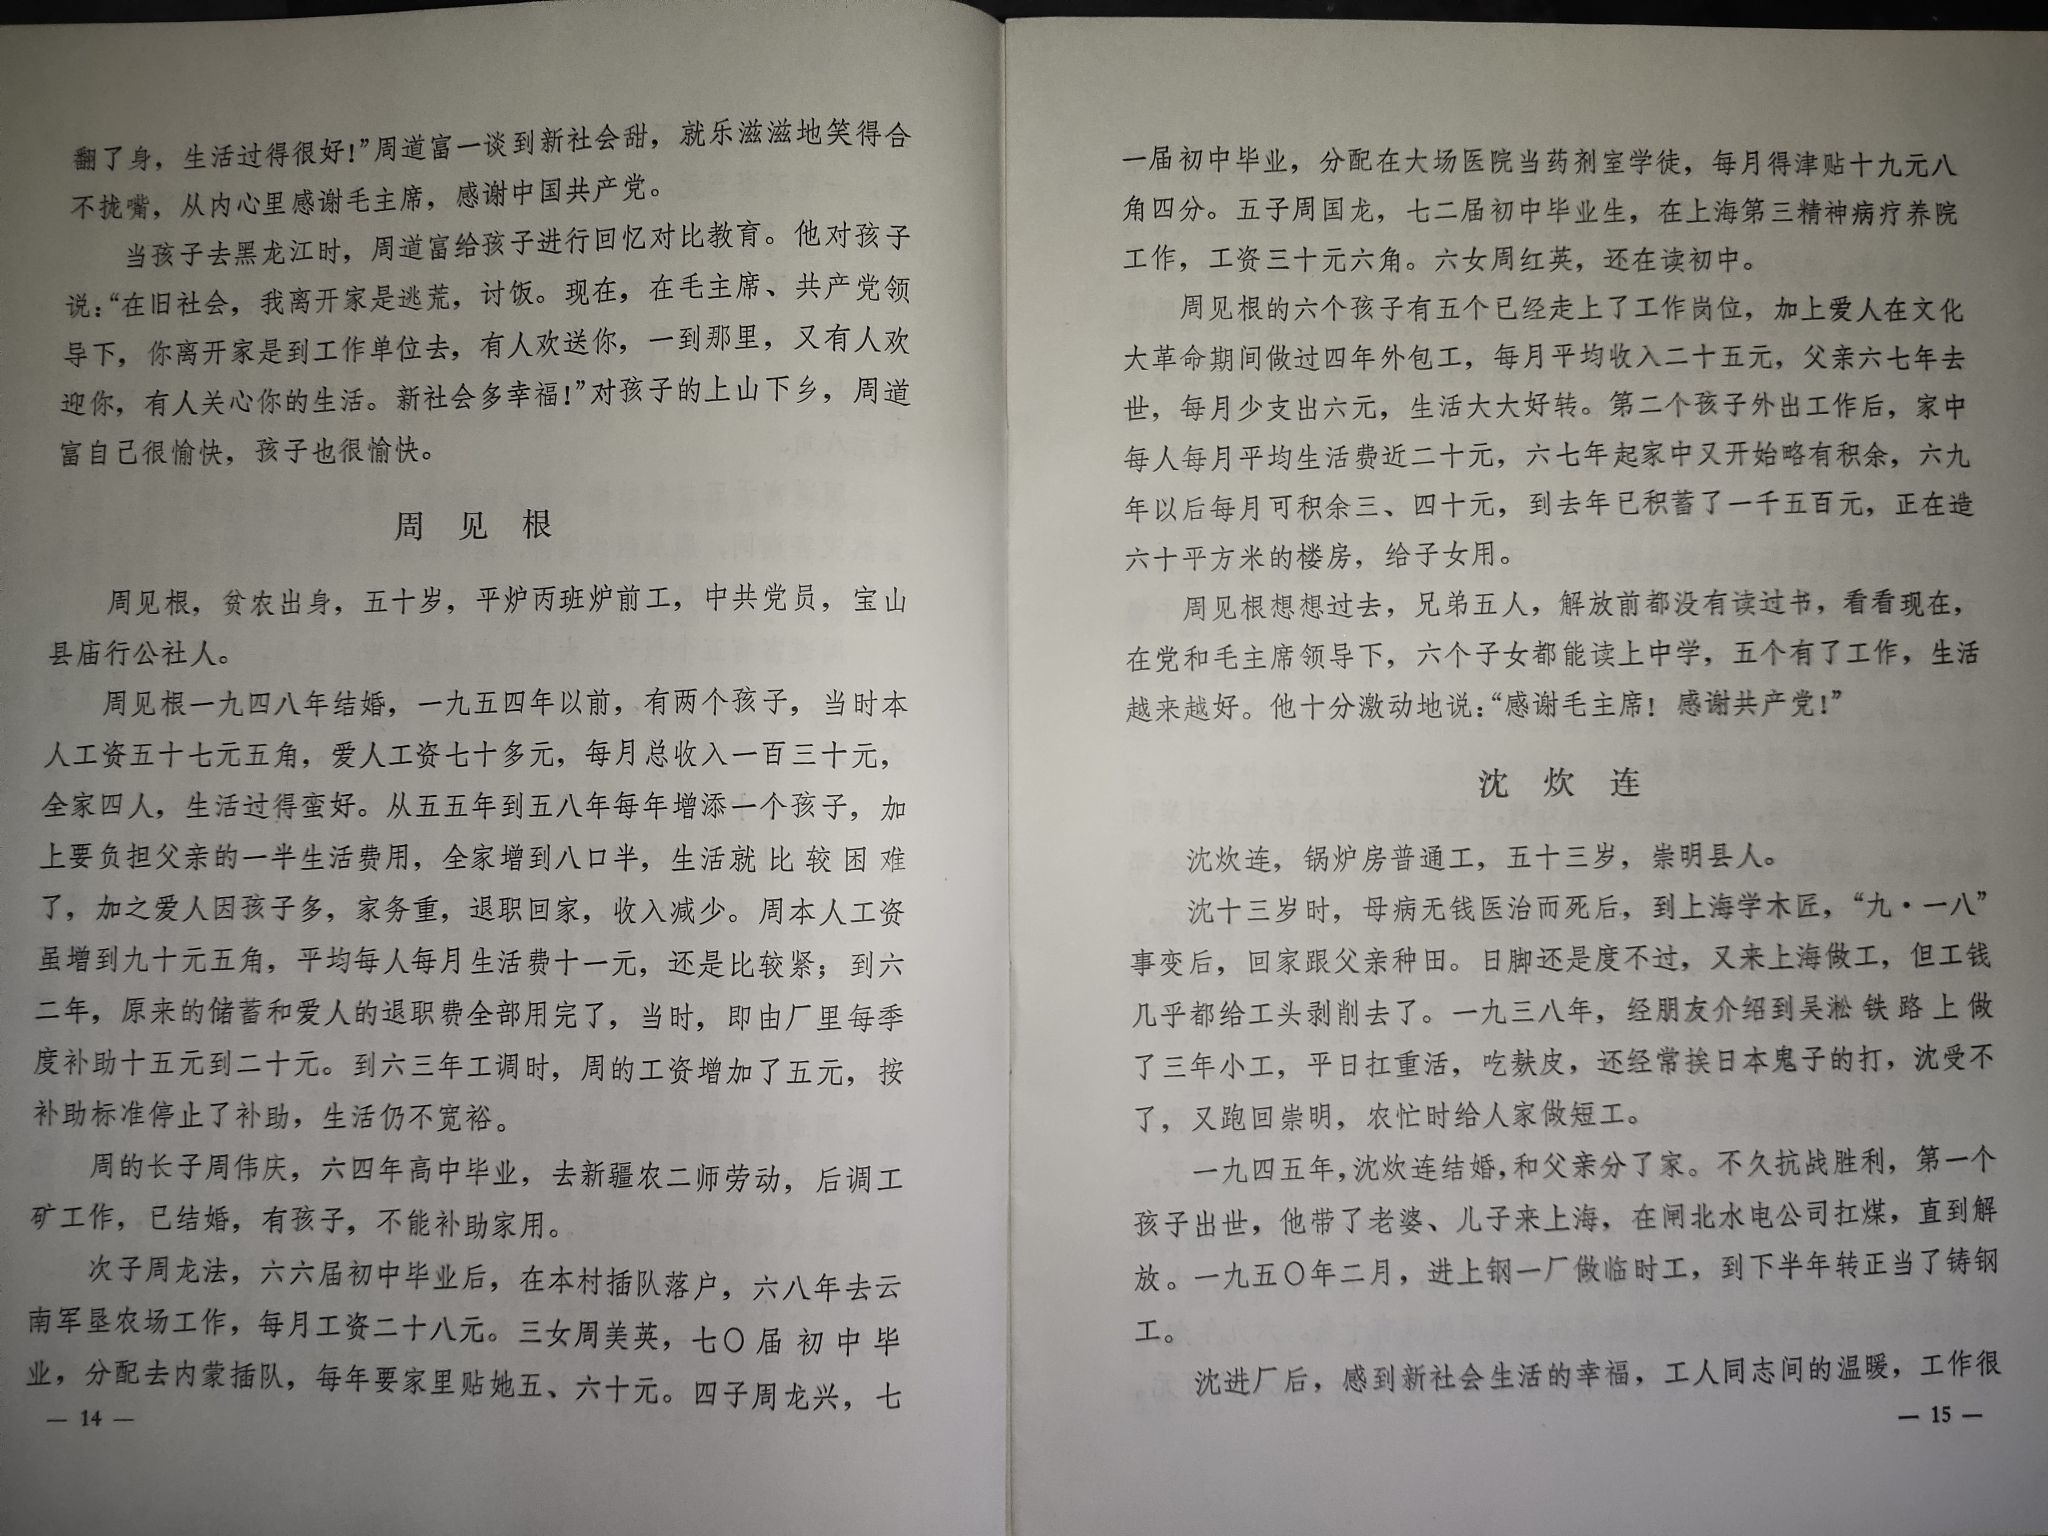 翻了身，生活过得很好！”周道富一谈到新社会甜，就乐滋滋地笑得合
不拢嘴，从内心里感谢毛主席，感谢中国共产党。
当孩子去黑龙江时，周道富给孩子进行回忆对比教育。他对孩子
说：“在旧社会，我离开家是逃荒，讨饭。现在，在毛主席、共产党领
导下，你离开家是到工作单位去，有人欢送你，一到那里，又有人欢
迎你，有人关心你的生活。新社会多幸福！”对孩子的上山下乡，周道
富自己很愉快，孩子也很愉快。
周见根
周见根，贫农出身，五十岁，平炉丙班炉前工，中共党员，宝山
县庙行公社人。
周见根一九四八年结婚，一九五四年以前，有两个孩子，当时本
人工资五十七元五角，爱人工资七十多元，每月总收入一百三十元，
全家四人，生活过得蛮好。从五五年到五八年每年增添一个孩子，加
上要负担父亲的一半生活费用，全家增到八口半，生活就比较困难
了，加之爱人因孩子多，家务重，退职回家，收入减少。周本人工资
虽增到九十元五角，平均每人每月生活费十一元，还是比较紧；到六
二年，原来的储蓄和爱人的退职费全部用完了，当时，即由厂里每季
度补助十五元到二十元。到六三年工调时，周的工资增加了五元，按
补助标准停止了补助，生活仍不宽裕。
周的长子周伟庆，六四年高中毕业，去新疆农二师劳动，后调工
矿工作，已结婚，有孩子，不能补助家用。
次子周龙法，六六届初中毕业后，在本村插队落户，六八年去云
南军垦农场工作，每月工资二十八元。三女周美英，七〇届初中毕
业，分配去内蒙插队，每年要家里贴她五、六十元。四子周龙兴，七
— 14 —
一届初中毕业，分配在大场医院当药剂室学徒，每月得津贴十九元八
角四分。五子周国龙，七二届初中毕业生，在上海第三精神病疗养院
工作，工资三十元六角。六女周红英，还在读初中。
周见根的六个孩子有五个已经走上了工作岗位，加上爱人在文化
大革命期间做过四年外包工，每月平均收入二十五元，父亲六七年去
世，每月少支出六元，生活大大好转。第二个孩子外出工作后，家中
每人每月平均生活费近二十元，六七年起家中又开始略有积余，六九
年以后每月可积余三、四十元，到去年已积蓄了一千五百元，正在造
六十平方米的楼房，给子女用。
周见根想想过去，兄弟五人，解放前都没有读过书，看看现在，
在党和毛主席领导下，六个子女都能读上中学，五个有了工作，生活
越来越好。他十分激动地说：“感谢毛主席！感谢共产党！”
沈炊连
沈炊连，锅炉房普通工，五十三岁，崇明县人。
沈十三岁时，母病无钱医治而死后，到上海学木匠，“九·一八”
事变后，回家跟父亲种田。日脚还是度不过，又来上海做工，但工钱
几乎都给工头剥削去了。一九三八年，经朋友介绍到吴淞铁路上做
了三年小工，平日扛重活，吃麸皮，还经常挨日本鬼子的打，沈受不
了，又跑回崇明，农忙时给人家做短工。
一九四五年，沈炊连结婚，和父亲分了家。不久抗战胜利，第一个
孩子出世，他带了老婆、儿子来上海，在闸北水电公司扛煤，直到解
放。一九五〇年二月，进上钢一厂做临时工，到下半年转正当了铸钢
工。
沈进厂后，感到新社会生活的幸福，工人同志间的温暖，工作很
— 15 —